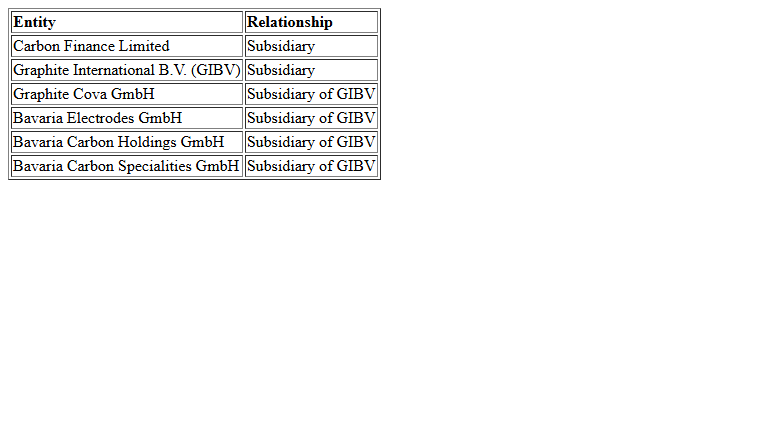 Entity Relationship
Carbon Finance Limited Subsidiary
Graphite International B.V. (GIBV) Subsidiary
Graphite Cova GmbH Subsidiary of GIBV
Bavaria Electrodes GmbH Subsidiary of GIBV
Bavaria Carbon Holdings GmbH Subsidiary of GIBV
Bavaria Carbon Specialities GmbH Subsidiary of GIBV